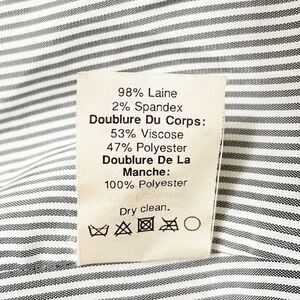 98% Laine
2% Spandex
Doublure Du Corps:
53% Viscose
47% Polyester
Doublure De La
Manche:
100% Polyester
Dry clean.